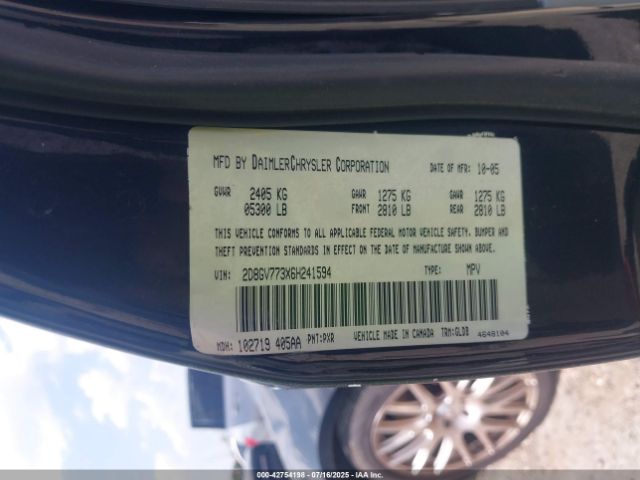 MFD BY DAIMLERCHRYSLER CORPORATION DATE OF MFR: 10-05
GVWR 2405 KG GAWR 1275 KG GAWR 1275 KG
05300 LB FRONT 2810 LB REAR 2810 LB
THIS VEHICLE CONFORMS TO ALL APPLICABLE FEDERAL MOTOR VEHICLE SAFETY, BUMPER AND
THEFT PREVENTION STANDARDS IN EFFECT ON THE DATE OF MANUFACTURE SHOWN ABOVE.
VIN: 2D8GV773X6H241594 TYPE: MPV
MDH: 102719 405AA PNT:PXR VEHICLE MADE IN CANADA TRM:GLDB 4648104
000-42754198 - 07/16/2025 - IAA Inc.